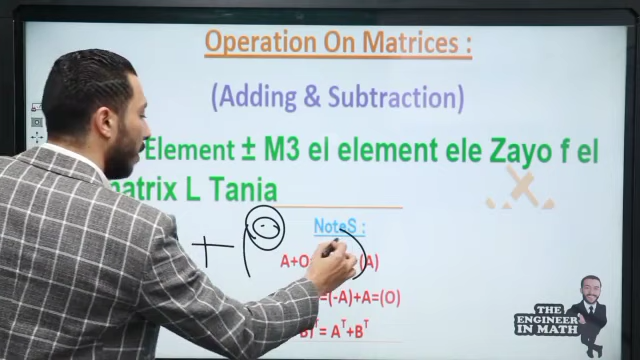 Operation On Matrices :
(Adding & Subtraction)
Element ± M3 el element ele Zayo f el
matrix L Tania
NoteS :
A+O (A)
=(-A)+A=(O)
B)ᵀ= Aᵀ+Bᵀ
+ (
)
THE
ENGINEER
IN MATH